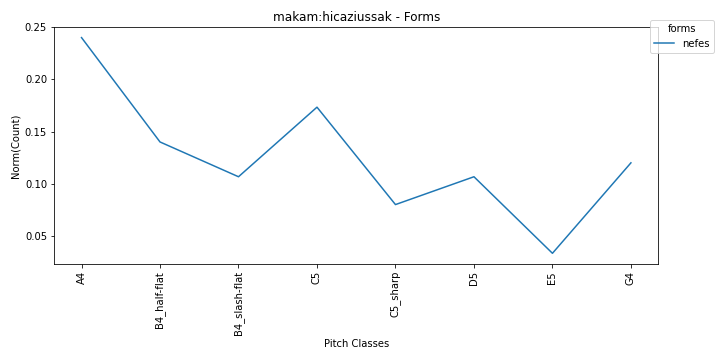 makam:hicaziussak - Forms
forms
nefes
Norm(Count)
0.25
0.20
0.15
0.10
0.05
A4
B4_half-flat
B4_slash-flat
C5
C5_sharp
D5
E5
G4
Pitch Classes